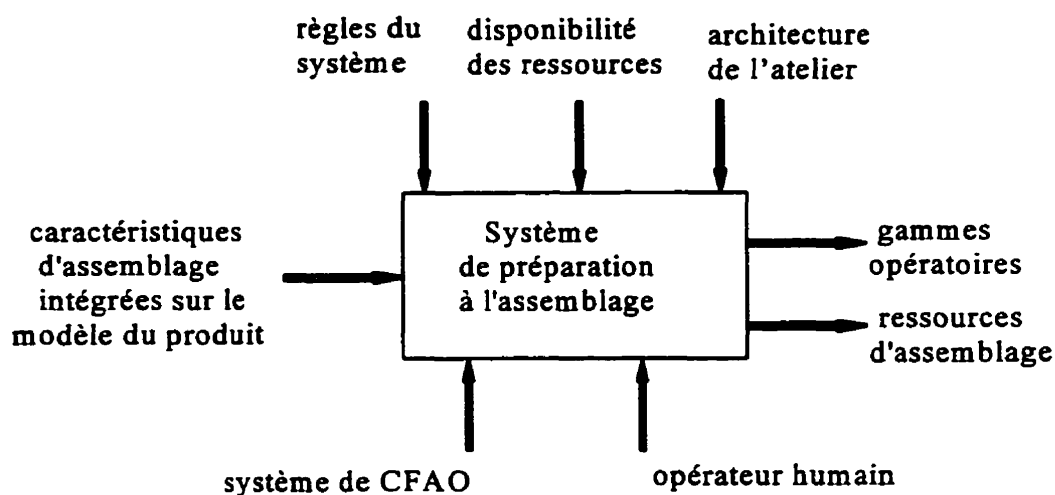 règles du
système
disponibilité
des ressources
architecture
de l'atelier
caractéristiques
d'assemblage
intégrées sur le
modèle du produit
Système
de préparation
à l'assemblage
gammes
opératoires
ressources
d'assemblage
système de CFAO
opérateur humain